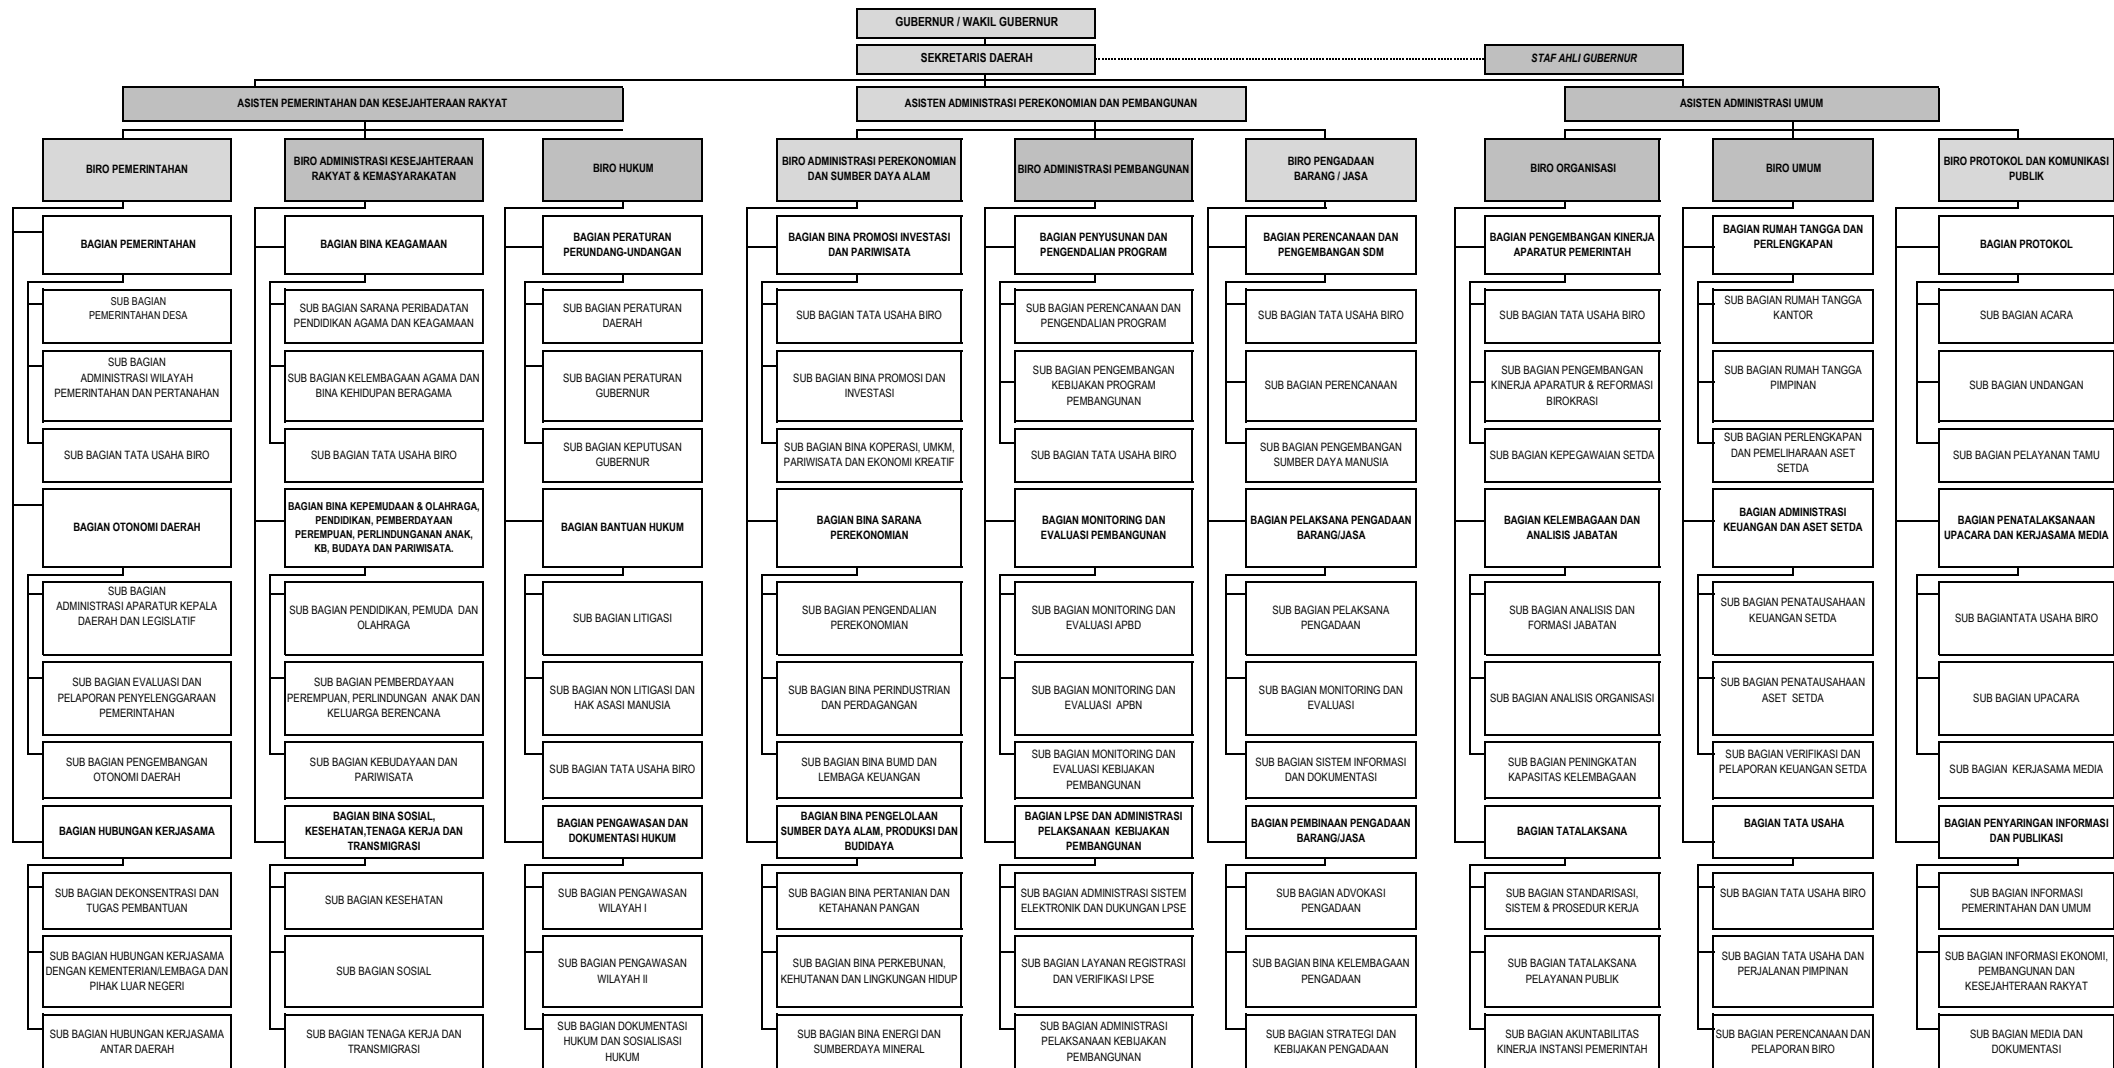 GUBERNUR / WAKIL GUBERNUR
SEKRETARIS DAERAH
STAF AHLI GUBERNUR
ASISTEN PEMERINTAHAN DAN KESEJAHTERAAN RAKYAT
ASISTEN ADMINISTRASI PEREKONOMIAN DAN PEMBANGUNAN
ASISTEN ADMINISTRASI UMUM
BIRO PEMERINTAHAN
BIRO ADMINISTRASI KESEJAHTERAAN
RAKYAT & KEMASYARAKATAN
BIRO HUKUM
BIRO ADMINISTRASI PEREKONOMIAN
DAN SUMBER DAYA ALAM
BIRO ADMINISTRASI PEMBANGUNAN
BIRO PENGADAAN
BARANG / JASA
BIRO ORGANISASI
BIRO UMUM
BIRO PROTOKOL DAN KOMUNIKASI
PUBLIK
BAGIAN PEMERINTAHAN
BAGIAN BINA KEAGAMAAN
BAGIAN PERATURAN
PERUNDANG-UNDANGAN
BAGIAN BINA PROMOSI INVESTASI
DAN PARIWISATA
BAGIAN PENYUSUNAN DAN
PENGENDALIAN PROGRAM
BAGIAN PERENCANAAN DAN
PENGEMBANGAN SDM
BAGIAN PENGEMBANGAN KINERJA
APARATUR PEMERINTAH
BAGIAN RUMAH TANGGA DAN
PERLENGKAPAN
BAGIAN PROTOKOL
SUB BAGIAN
PEMERINTAHAN DESA
SUB BAGIAN SARANA PERIBADATAN
PENDIDIKAN AGAMA DAN KEAGAMAAN
SUB BAGIAN PERATURAN
DAERAH
SUB BAGIAN TATA USAHA BIRO
SUB BAGIAN PERENCANAAN DAN
PENGENDALIAN PROGRAM
SUB BAGIAN TATA USAHA BIRO
SUB BAGIAN TATA USAHA BIRO
SUB BAGIAN RUMAH TANGGA
KANTOR
SUB BAGIAN ACARA
SUB BAGIAN
ADMINISTRASI WILAYAH
PEMERINTAHAN DAN PERTANAHAN
SUB BAGIAN KELEMBAGAAN AGAMA DAN
BINA KEHIDUPAN BERAGAMA
SUB BAGIAN PERATURAN
GUBERNUR
SUB BAGIAN BINA PROMOSI DAN
INVESTASI
SUB BAGIAN PENGEMBANGAN
KEBIJAKAN PROGRAM
PEMBANGUNAN
SUB BAGIAN PERENCANAAN
SUB BAGIAN PENGEMBANGAN
KINERJA APARATUR & REFORMASI
BIROKRASI
SUB BAGIAN RUMAH TANGGA
PIMPINAN
SUB BAGIAN UNDANGAN
SUB BAGIAN TATA USAHA BIRO
SUB BAGIAN TATA USAHA BIRO
SUB BAGIAN KEPUTUSAN
GUBERNUR
SUB BAGIAN BINA KOPERASI, UMKM,
PARIWISATA DAN EKONOMI KREATIF
SUB BAGIAN TATA USAHA BIRO
SUB BAGIAN PENGEMBANGAN
SUMBER DAYA MANUSIA
SUB BAGIAN KEPEGAWAIAN SETDA
SUB BAGIAN PERLENGKAPAN
DAN PEMELIHARAAN ASET
SETDA
SUB BAGIAN PELAYANAN TAMU
BAGIAN OTONOMI DAERAH
BAGIAN BINA KEPEMUDAAN & OLAHRAGA,
PENDIDIKAN, PEMBERDAYAAN
PEREMPUAN, PERLINDUNGANAN ANAK,
KB, BUDAYA DAN PARIWISATA.
BAGIAN BANTUAN HUKUM
BAGIAN BINA SARANA
PEREKONOMIAN
BAGIAN MONITORING DAN
EVALUASI PEMBANGUNAN
BAGIAN PELAKSANA PENGADAAN
BARANG/JASA
BAGIAN KELEMBAGAAN DAN
ANALISIS JABATAN
BAGIAN ADMINISTRASI
KEUANGAN DAN ASET SETDA
BAGIAN PENATALAKSANAAN
UPACARA DAN KERJASAMA MEDIA
SUB BAGIAN
ADMINISTRASI APARATUR KEPALA
DAERAH DAN LEGISLATIF
SUB BAGIAN PENDIDIKAN, PEMUDA DAN
OLAHRAGA
SUB BAGIAN LITIGASI
SUB BAGIAN PENGENDALIAN
PEREKONOMIAN
SUB BAGIAN MONITORING DAN
EVALUASI APBD
SUB BAGIAN PELAKSANA
PENGADAAN
SUB BAGIAN ANALISIS DAN
FORMASI JABATAN
SUB BAGIAN PENATAUSAHAAN
KEUANGAN SETDA
SUB BAGIANTATA USAHA BIRO
SUB BAGIAN EVALUASI DAN
PELAPORAN PENYELENGGARAAN
PEMERINTAHAN
SUB BAGIAN PEMBERDAYAAN
PEREMPUAN, PERLINDUNGAN ANAK DAN
KELUARGA BERENCANA
SUB BAGIAN NON LITIGASI DAN
HAK ASASI MANUSIA
SUB BAGIAN BINA PERINDUSTRIAN
DAN PERDAGANGAN
SUB BAGIAN MONITORING DAN
EVALUASI APBN
SUB BAGIAN MONITORING DAN
EVALUASI
SUB BAGIAN ANALISIS ORGANISASI
SUB BAGIAN PENATAUSAHAAN
ASET SETDA
SUB BAGIAN UPACARA
SUB BAGIAN PENGEMBANGAN
OTONOMI DAERAH
SUB BAGIAN KEBUDAYAAN DAN
PARIWISATA
SUB BAGIAN TATA USAHA BIRO
SUB BAGIAN BINA BUMD DAN
LEMBAGA KEUANGAN
SUB BAGIAN MONITORING DAN
EVALUASI KEBIJAKAN
PEMBANGUNAN
SUB BAGIAN SISTEM INFORMASI
DAN DOKUMENTASI
SUB BAGIAN PENINGKATAN
KAPASITAS KELEMBAGAAN
SUB BAGIAN VERIFIKASI DAN
PELAPORAN KEUANGAN SETDA
SUB BAGIAN KERJASAMA MEDIA
BAGIAN HUBUNGAN KERJASAMA
BAGIAN BINA SOSIAL,
KESEHATAN,TENAGA KERJA DAN
TRANSMIGRASI
BAGIAN PENGAWASAN DAN
DOKUMENTASI HUKUM
BAGIAN BINA PENGELOLAAN
SUMBER DAYA ALAM, PRODUKSI DAN
BUDIDAYA
BAGIAN LPSE DAN ADMINISTRASI
PELAKSANAAN KEBIJAKAN
PEMBANGUNAN
BAGIAN PEMBINAAN PENGADAAN
BARANG/JASA
BAGIAN TATALAKSANA
BAGIAN TATA USAHA
BAGIAN PENYARINGAN INFORMASI
DAN PUBLIKASI
SUB BAGIAN DEKONSENTRASI DAN
TUGAS PEMBANTUAN
SUB BAGIAN KESEHATAN
SUB BAGIAN PENGAWASAN
WILAYAH I
SUB BAGIAN BINA PERTANIAN DAN
KETAHANAN PANGAN
SUB BAGIAN ADMINISTRASI SISTEM
ELEKTRONIK DAN DUKUNGAN LPSE
SUB BAGIAN ADVOKASI
PENGADAAN
SUB BAGIAN STANDARISASI,
SISTEM & PROSEDUR KERJA
SUB BAGIAN TATA USAHA BIRO
SUB BAGIAN INFORMASI
PEMERINTAHAN DAN UMUM
SUB BAGIAN HUBUNGAN KERJASAMA
DENGAN KEMENTERIAN/LEMBAGA DAN
PIHAK LUAR NEGERI
SUB BAGIAN SOSIAL
SUB BAGIAN PENGAWASAN
WILAYAH II
SUB BAGIAN BINA PERKEBUNAN,
KEHUTANAN DAN LINGKUNGAN HIDUP
SUB BAGIAN LAYANAN REGISTRASI
DAN VERIFIKASI LPSE
SUB BAGIAN BINA KELEMBAGAAN
PENGADAAN
SUB BAGIAN TATALAKSANA
PELAYANAN PUBLIK
SUB BAGIAN TATA USAHA DAN
PERJALANAN PIMPINAN
SUB BAGIAN INFORMASI EKONOMI,
PEMBANGUNAN DAN
KESEJAHTERAAN RAKYAT
SUB BAGIAN HUBUNGAN KERJASAMA
ANTAR DAERAH
SUB BAGIAN TENAGA KERJA DAN
TRANSMIGRASI
SUB BAGIAN DOKUMENTASI
HUKUM DAN SOSIALISASI
HUKUM
SUB BAGIAN BINA ENERGI DAN
SUMBERDAYA MINERAL
SUB BAGIAN ADMINISTRASI
PELAKSANAAN KEBIJAKAN
PEMBANGUNAN
SUB BAGIAN STRATEGI DAN
KEBIJAKAN PENGADAAN
SUB BAGIAN AKUNTABILITAS
KINERJA INSTANSI PEMERINTAH
SUB BAGIAN PERENCANAAN DAN
PELAPORAN BIRO
SUB BAGIAN MEDIA DAN
DOKUMENTASI